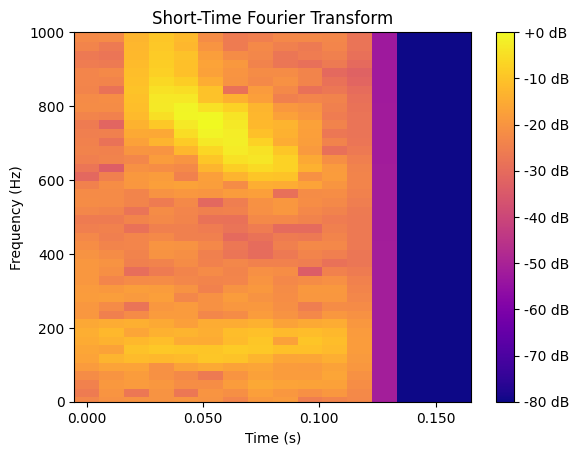 Short-Time Fourier Transform
1000
800
600
400
200
0
Frequency (Hz)
0.000
0.050
0.100
0.150
Time (s)
+0 dB
-10 dB
-20 dB
-30 dB
-40 dB
-50 dB
-60 dB
-70 dB
-80 dB